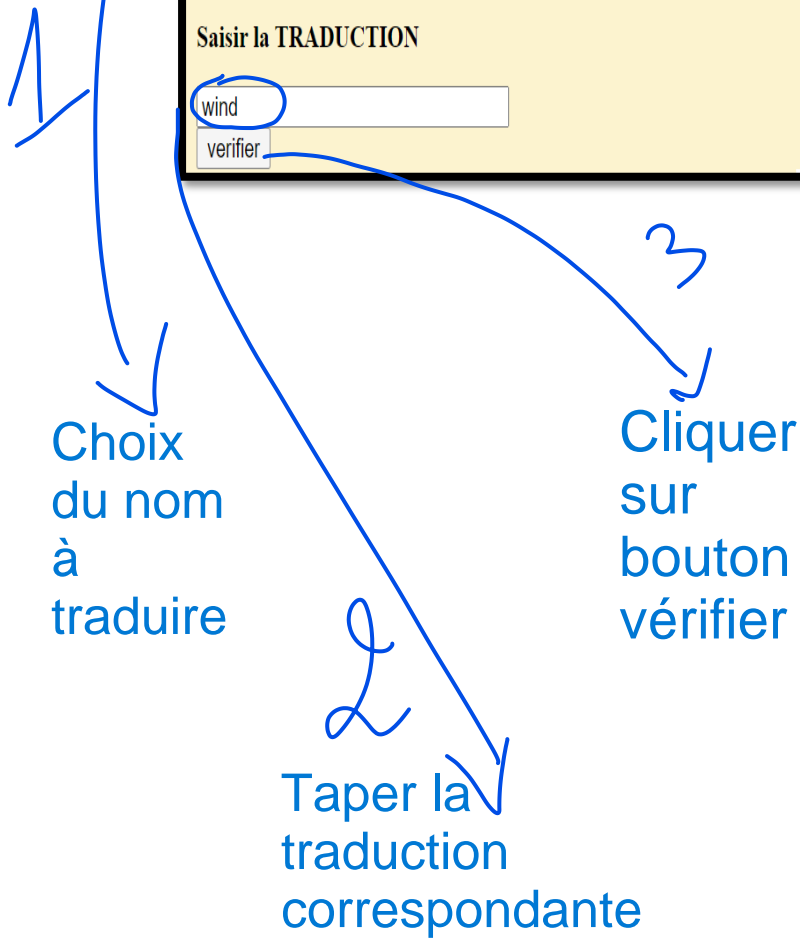 1
Saisir la TRADUCTION
wind
verifier
3
Choix
du nom
à
traduire
Cliquer
sur
bouton
vérifier
2
Taper la
traduction
correspondante